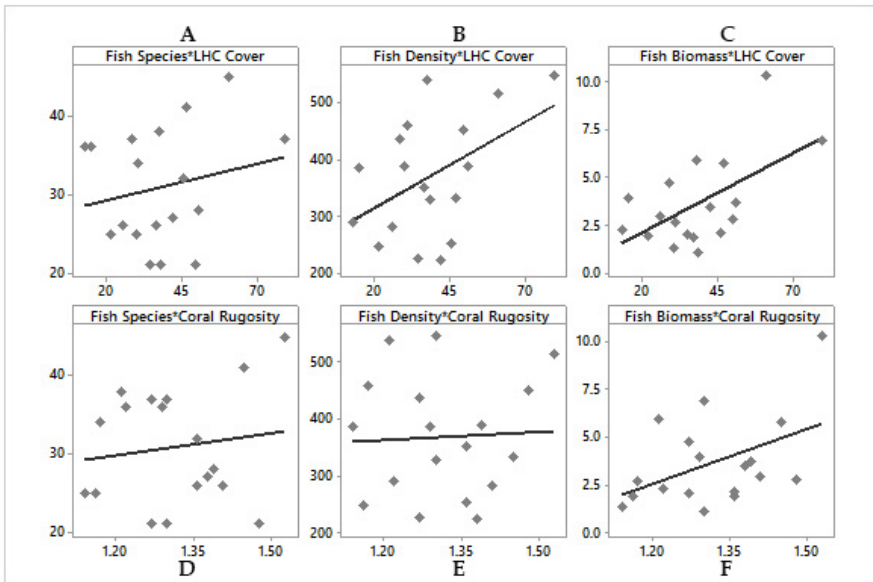 A B C
Fish Species*LHC Cover Fish Density*LHC Cover Fish Biomass*LHC Cover
40
30
20
20 45 70
500
400
300
200
20 45 70
10.0
7.5
5.0
2.5
0.0
20 45 70
Fish Species*Coral Rugosity Fish Density*Coral Rugosity Fish Biomass*Coral Rugosity
40
30
20
1.20 1.35 1.50
500
400
300
200
1.20 1.35 1.50
10.0
7.5
5.0
2.5
0.0
1.20 1.35 1.50
D E F